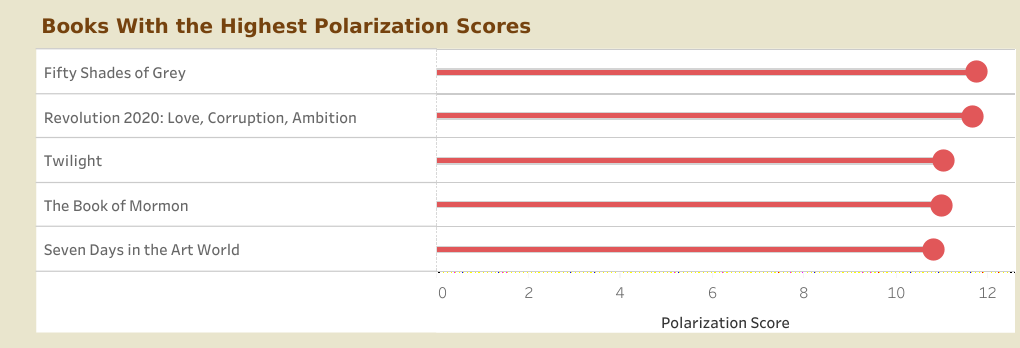 Books With the Highest Polarization Scores
Fifty Shades of Grey
Revolution 2020: Love, Corruption, Ambition
Twilight
The Book of Mormon
Seven Days in the Art World
0 2 4 6 8 10 12
Polarization Score